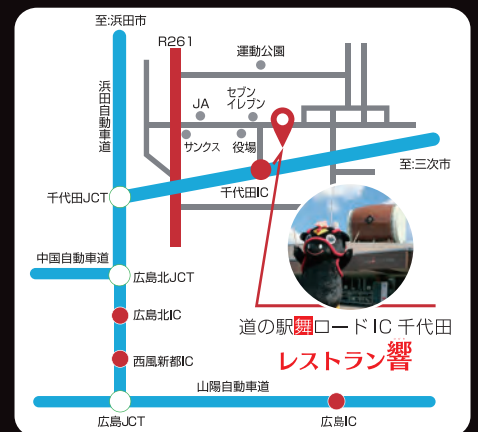 至:浜田市
R261
運動公園
浜田自動車道
JA
セブン
イレブン
サンクス
役場
至:三次市
千代田JCT
千代田IC
中国自動車道
広島北JCT
広島北IC
道の駅舞ロードIC千代田
レストラン響
西風新都IC
山陽自動車道
広島JCT
広島IC